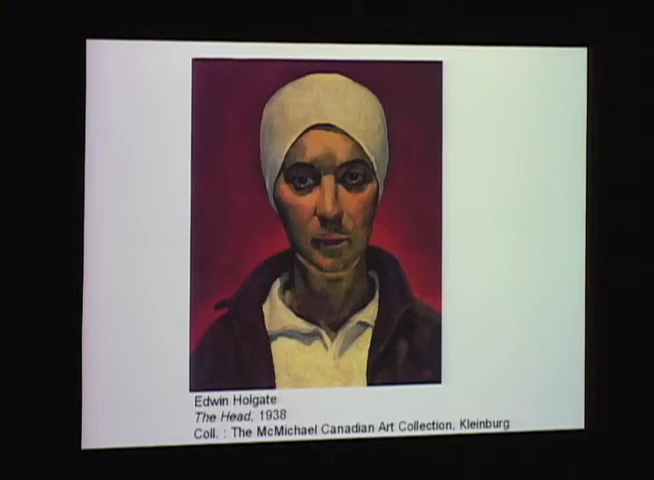 Edwin Holgate
The Head, 1938
Coll. : The McMichael Canadian Art Collection, Kleinburg